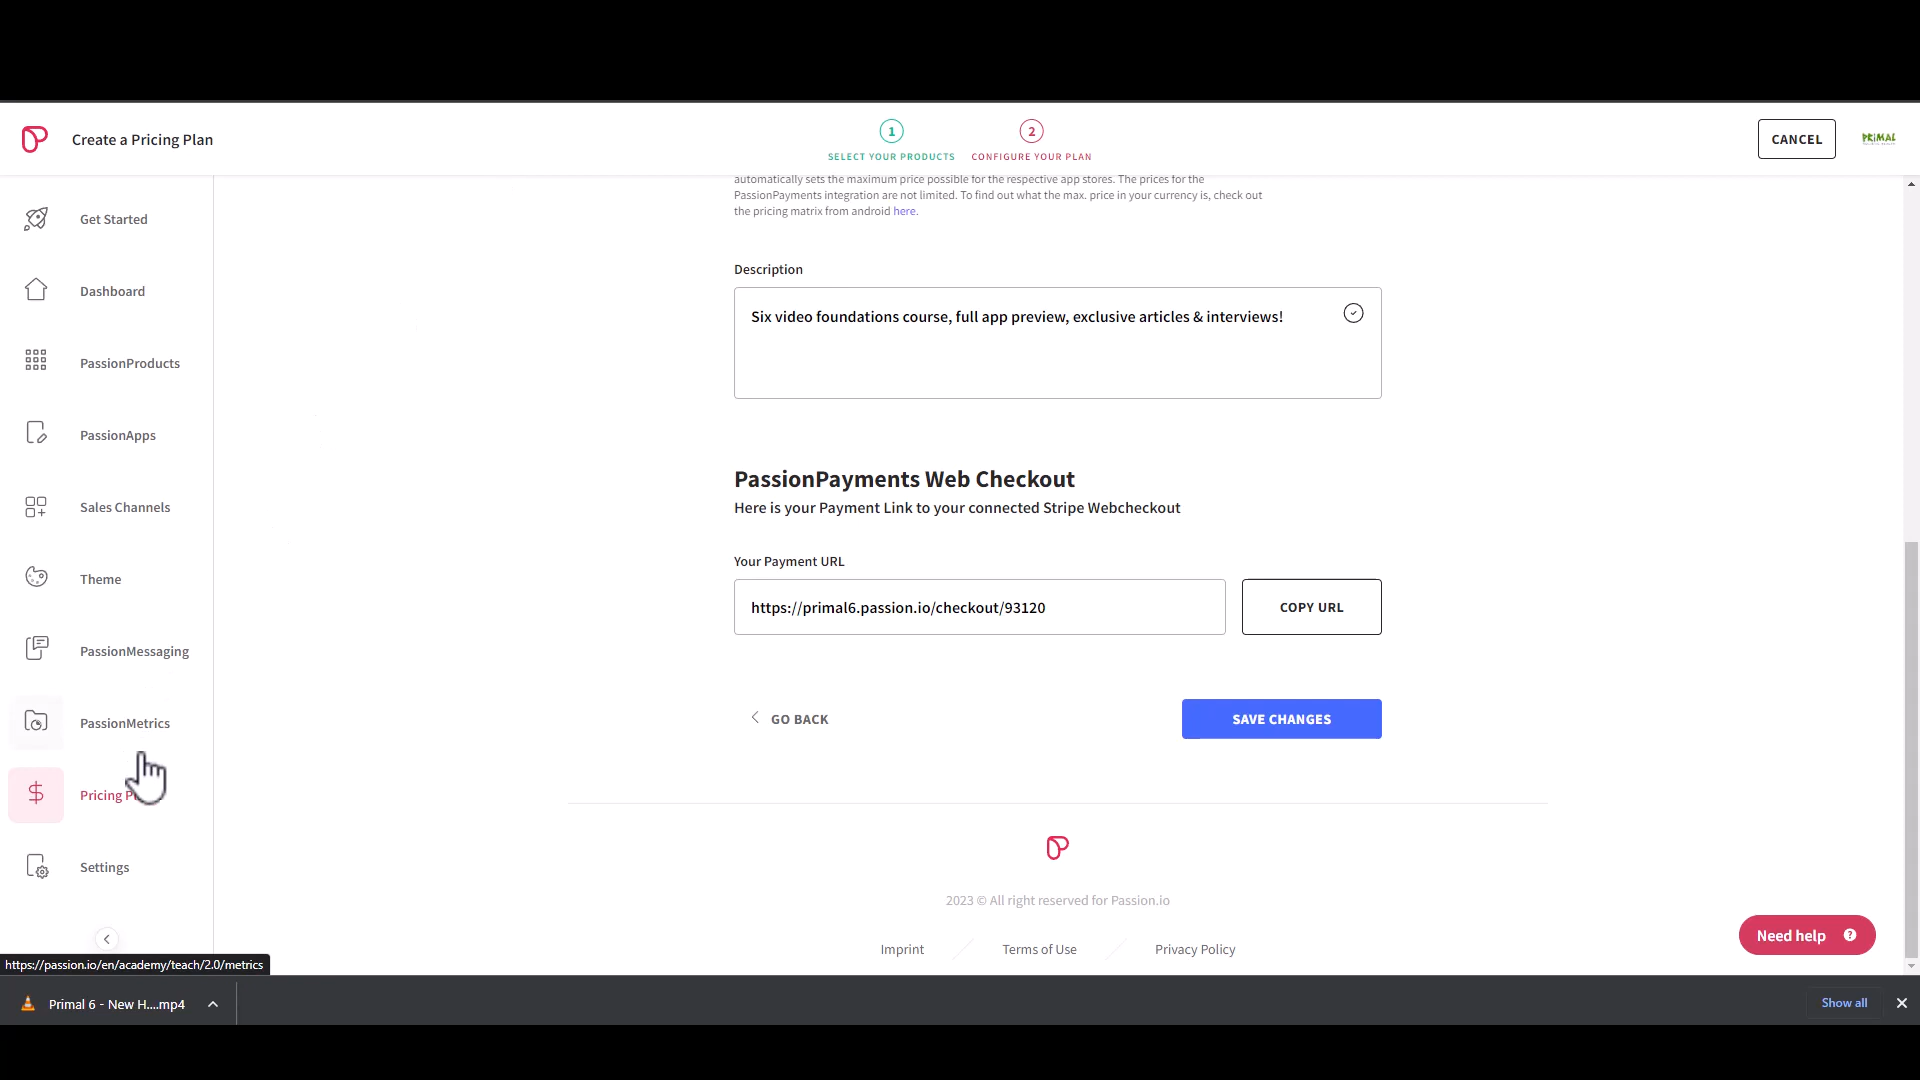 Create a Pricing Plan
1
SELECT YOUR PRODUCTS
2
CONFIGURE YOUR PLAN
CANCEL
PRIMAL
Get Started
Dashboard
PassionProducts
PassionApps
Sales Channels
Theme
PassionMessaging
PassionMetrics
Pricing
Settings
automatically sets the maximum price possible for the respective app stores. The prices for the
PassionPayments integration are not limited. To find out what the max. price in your currency is, check out
the pricing matrix from android here.
Description
Six video foundations course, full app preview, exclusive articles & interviews!
PassionPayments Web Checkout
Here is your Payment Link to your connected Stripe Webcheckout
Your Payment URL
https://primal6.passion.io/checkout/93120
COPY URL
GO BACK
SAVE CHANGES
2023 © All right reserved for Passion.io
Imprint
Terms of Use
Privacy Policy
Need help ?
https://passion.io/en/academy/teach/2.0/metrics
Primal 6 - New H....mp4
Show all